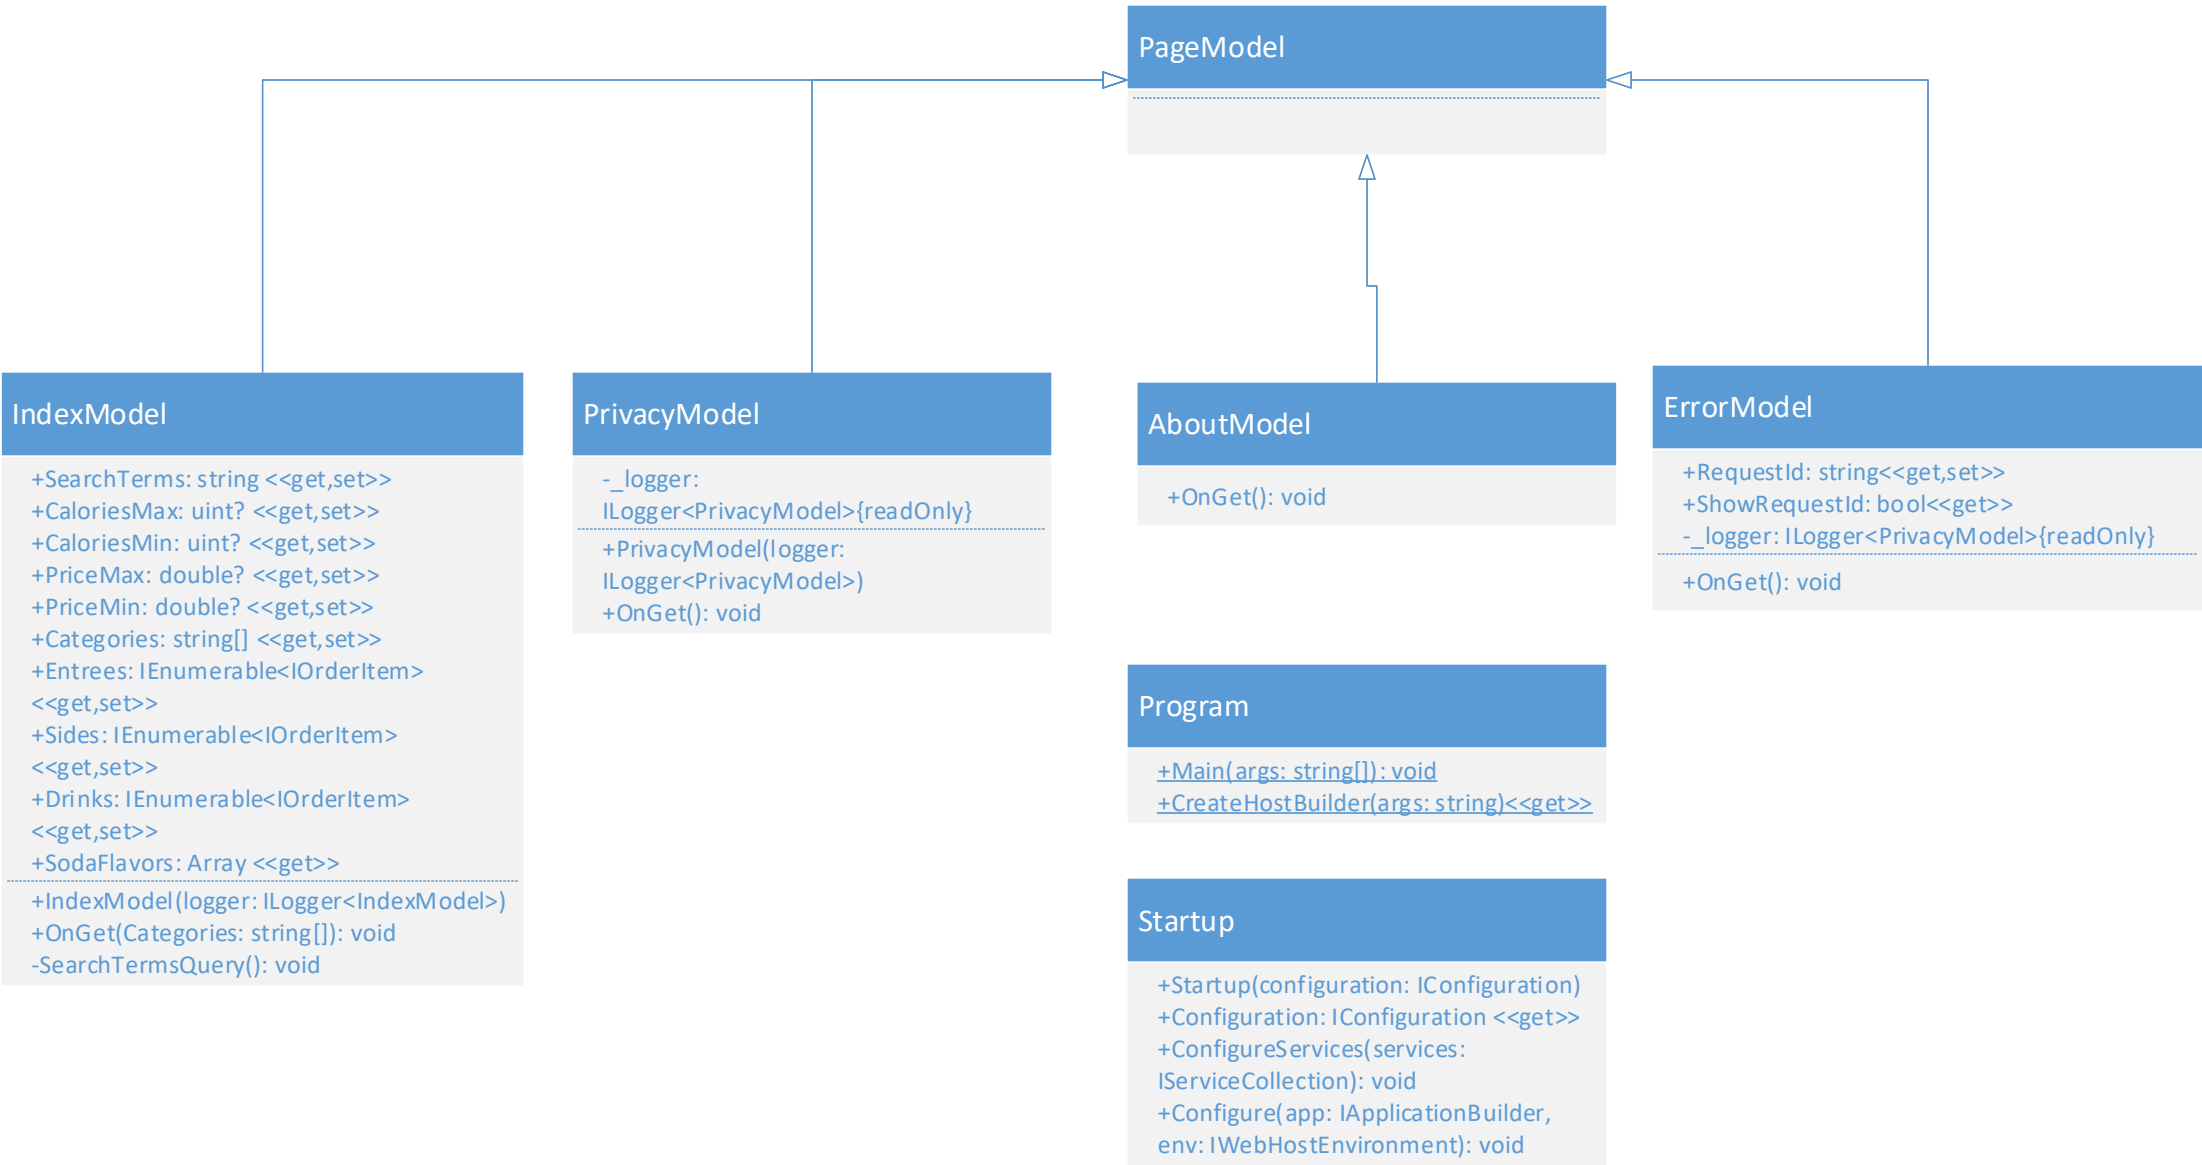 PageModel
IndexModel
+SearchTerms: string <<get,set>>
+CaloriesMax: uint? <<get,set>>
+CaloriesMin: uint? <<get,set>>
+PriceMax: double? <<get,set>>
+PriceMin: double? <<get,set>>
+Categories: string[] <<get,set>>
+Entrees: IEnumerable<IOrderItem>
<<get,set>>
+Sides: IEnumerable<IOrderItem>
<<get,set>>
+Drinks: IEnumerable<IOrderItem>
<<get,set>>
+SodaFlavors: Array <<get>>
+IndexModel(logger: ILogger<IndexModel>)
+OnGet(Categories: string[]): void
-SearchTermsQuery(): void
PrivacyModel
-_logger:
ILogger<PrivacyModel>{readOnly}
+PrivacyModel(logger:
ILogger<PrivacyModel>)
+OnGet(): void
AboutModel
+OnGet(): void
ErrorModel
+RequestId: string<<get,set>>
+ShowRequestId: bool<<get>>
-_logger: ILogger<PrivacyModel>{readOnly}
+OnGet(): void
Program
+Main(args: string[]): void
+CreateHostBuilder(args: string)<<get>>
Startup
+Startup(configuration: IConfiguration)
+Configuration: IConfiguration <<get>>
+ConfigureServices(services:
IServiceCollection): void
+Configure(app: IApplicationBuilder,
env: IWebHostEnvironment): void